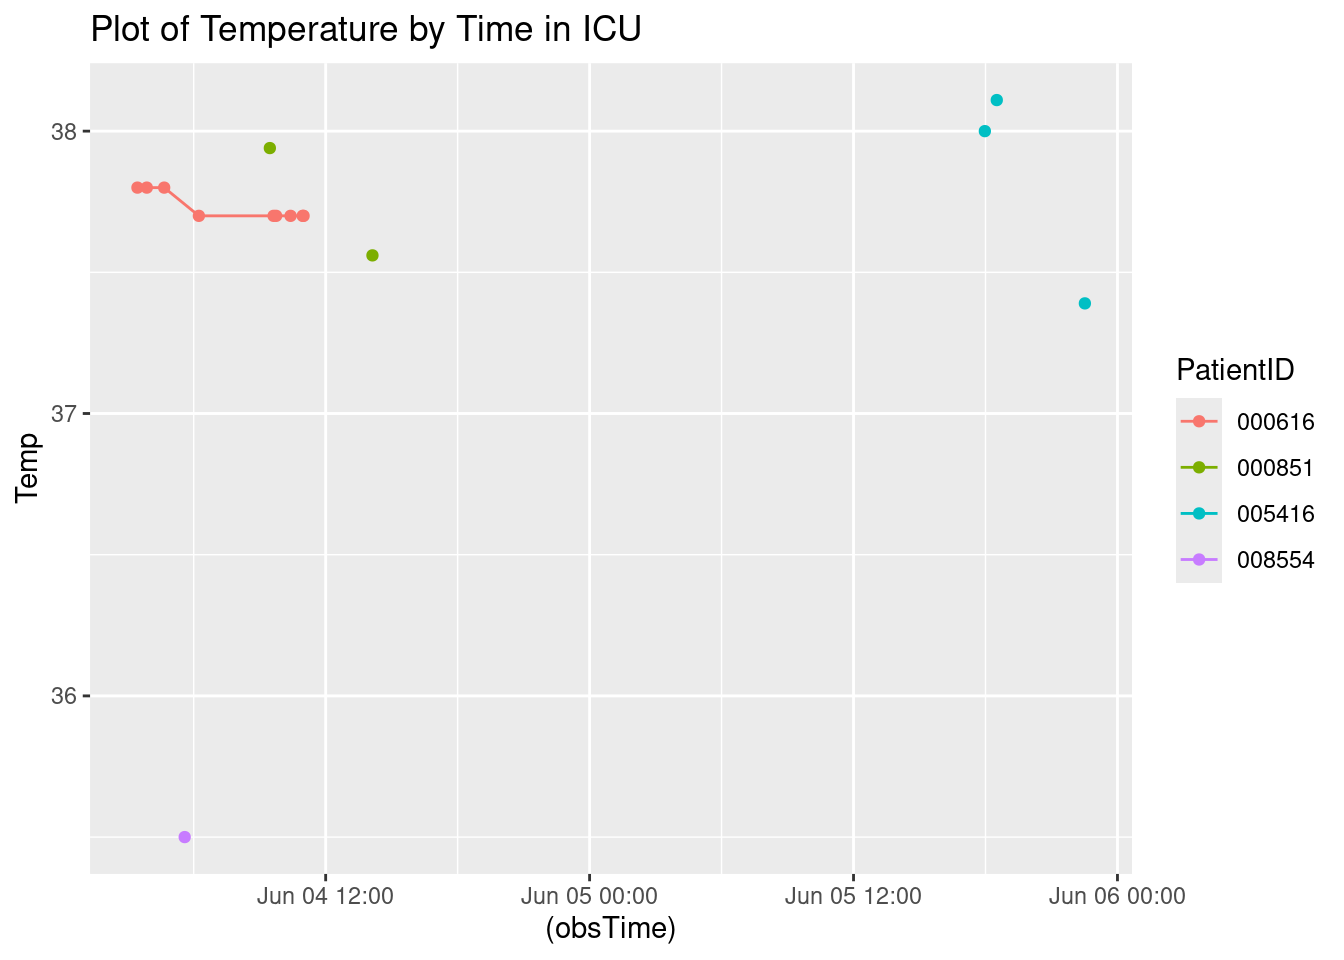 Plot of Temperature by Time in ICU
38
37
36
Temp
Jun 04 12:00
Jun 05 00:00
Jun 05 12:00
Jun 06 00:00
(obsTime)
PatientID
000616
000851
005416
008554